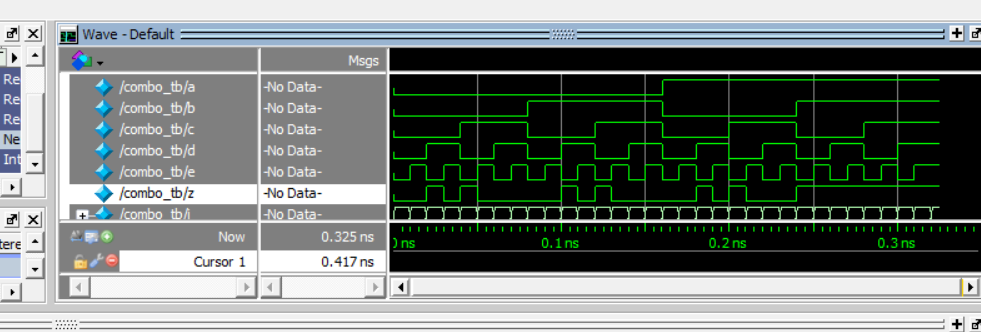 Wave - Default
Msgs
/combo_tb/a -No Data-
/combo_tb/b -No Data-
/combo_tb/c -No Data-
/combo_tb/d -No Data-
/combo_tb/e -No Data-
/combo_tb/z -No Data-
/combo_tb/i -No Data-
Now 0.325 ns
Cursor 1 0.417 ns
ns 0.1 ns 0.2 ns 0.3 ns
Re
Re
Re
Ne
Int
tere